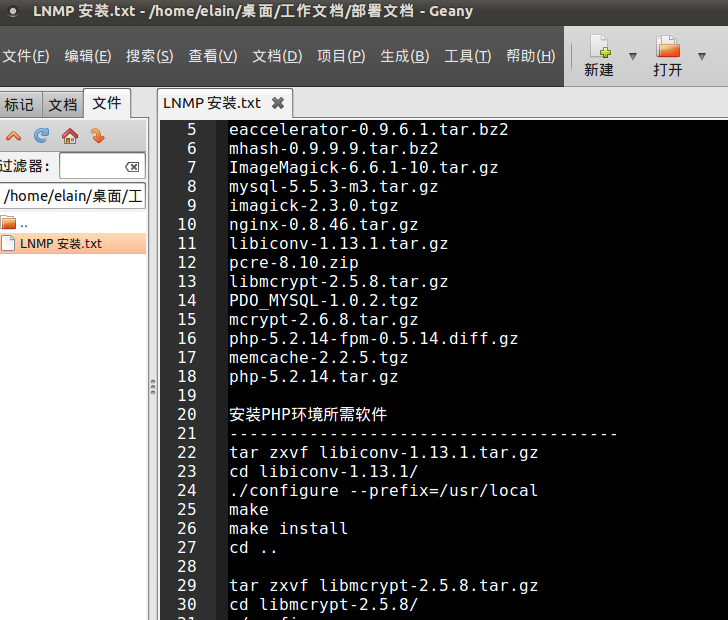 LNMP 安装.txt - /home/elain/桌面/工作文档/部署文档 - Geany
文件(F) 编辑(E) 搜索(S) 查看(V) 文档(D) 项目(P) 生成(B) 工具(T) 帮助(H) 新建 打开
标记 文档 文件 LNMP 安装.txt
过滤器:
/home/elain/桌面/工
..
LNMP 安装.txt
5 eaccelerator-0.9.6.1.tar.bz2
6 mhash-0.9.9.9.tar.bz2
7 ImageMagick-6.6.1-10.tar.gz
8 mysql-5.5.3-m3.tar.gz
9 imagick-2.3.0.tgz
10 nginx-0.8.46.tar.gz
11 libiconv-1.13.1.tar.gz
12 pcre-8.10.zip
13 libmcrypt-2.5.8.tar.gz
14 PDO_MYSQL-1.0.2.tgz
15 mcrypt-2.6.8.tar.gz
16 php-5.2.14-fpm-0.5.14.diff.gz
17 memcache-2.2.5.tgz
18 php-5.2.14.tar.gz
19
20 安装PHP环境所需软件
21 ---------------------------------------
22 tar zxvf libiconv-1.13.1.tar.gz
23 cd libiconv-1.13.1/
24 ./configure --prefix=/usr/local
25 make
26 make install
27 cd ..
28
29 tar zxvf libmcrypt-2.5.8.tar.gz
30 cd libmcrypt-2.5.8/